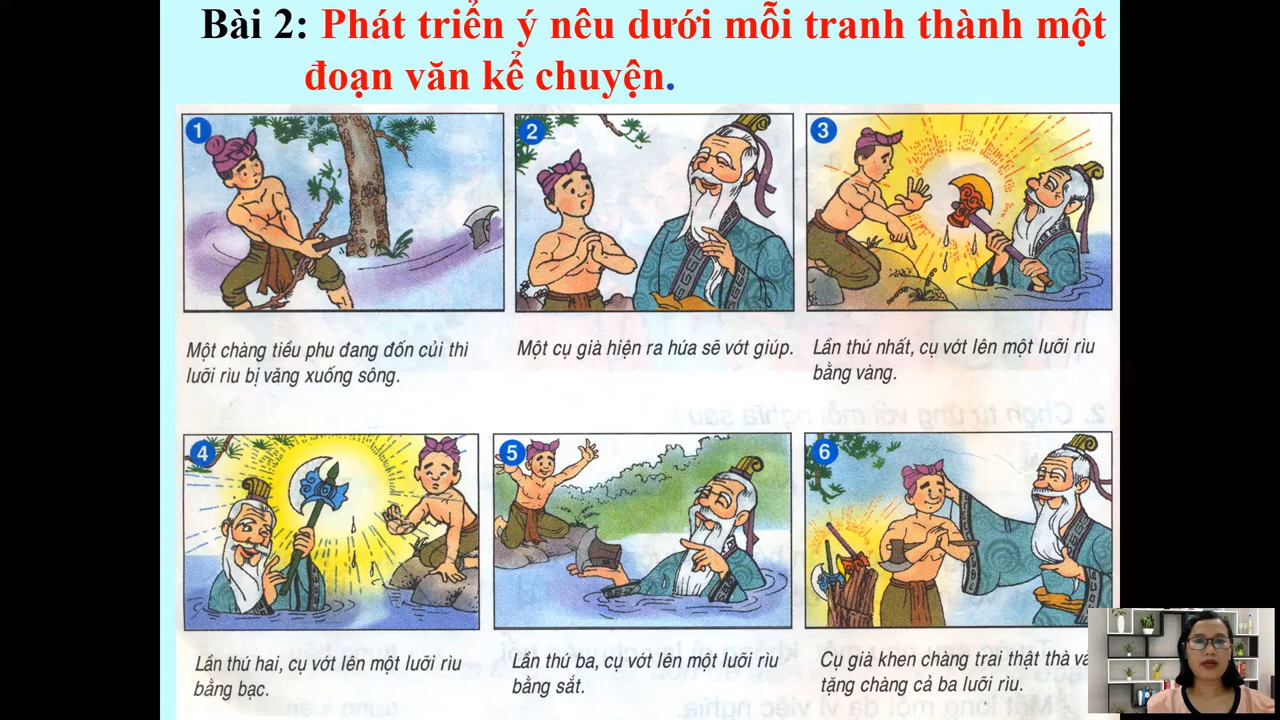 Bài 2: Phát triển ý nêu dưới mỗi tranh thành một
đoạn văn kể chuyện.
1
2
3
Một chàng tiều phu đang đốn củi thì
lưỡi rìu bị văng xuống sông.
Một cụ già hiện ra hứa sẽ vớt giúp.
Lần thứ nhất, cụ vớt lên một lưỡi rìu
bằng vàng.
4
5
6
Lần thứ hai, cụ vớt lên một lưỡi rìu
bằng bạc.
Lần thứ ba, cụ vớt lên một lưỡi rìu
bằng sắt.
Cụ già khen chàng trai thật thà và
tặng chàng cả ba lưỡi rìu.